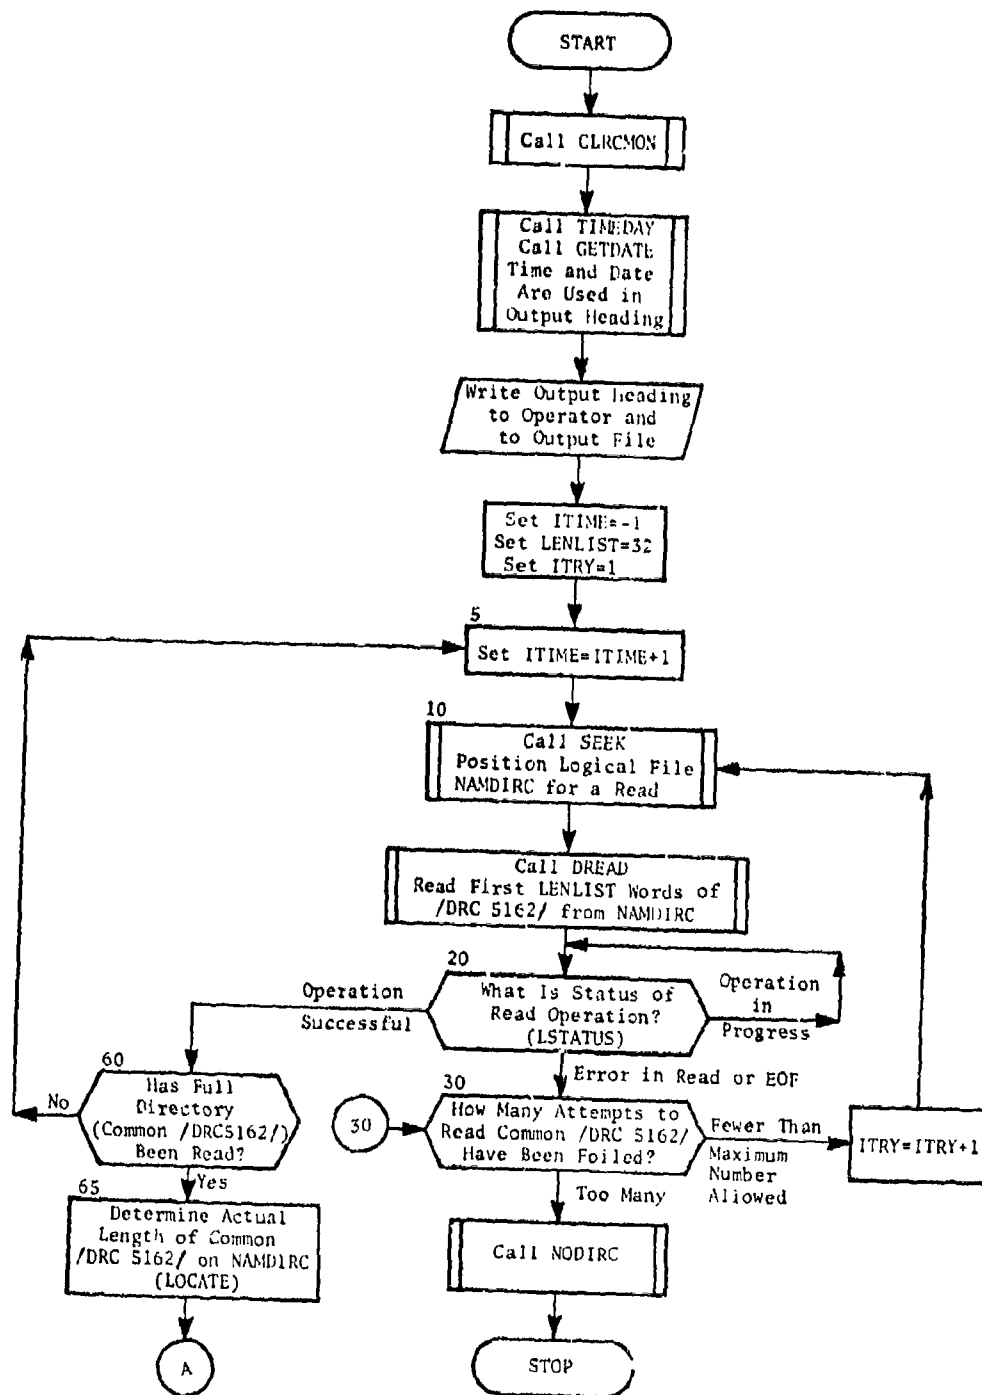 START
Call CLRCMON
Call TIMEDAY
Call GETDATE
Time and Date
Are Used in
Output Heading
Write Output Heading
to Operator and
to Output File
Set ITIME=-1
Set LENLIST=32
Set ITRY=1
5
Set ITIME=ITIME+1
10
Call SEEK
Position Logical File
NAMDIRC for a Read
Call DREAD
Read First LENLIST Words of
/DRC 5162/ from NAMDIRC
20
What Is Status of
Read Operation?
(LSTATUS)
Operation
in
Progress
Operation
Successful
Error in Read or EOF
60
Has Full
Directory
(Common /DRC5162/)
Been Read?
No
Yes
30
30
How Many Attempts to
Read Common /DRC 5162/
Have Been Foiled?
Fewer Than
Maximum
Number
Allowed
ITRY=ITRY+1
Too Many
65
Determine Actual
Length of Common
/DRC 5162/ on NAMDIRC
(LOCATE)
Call NODIRC
A
STOP